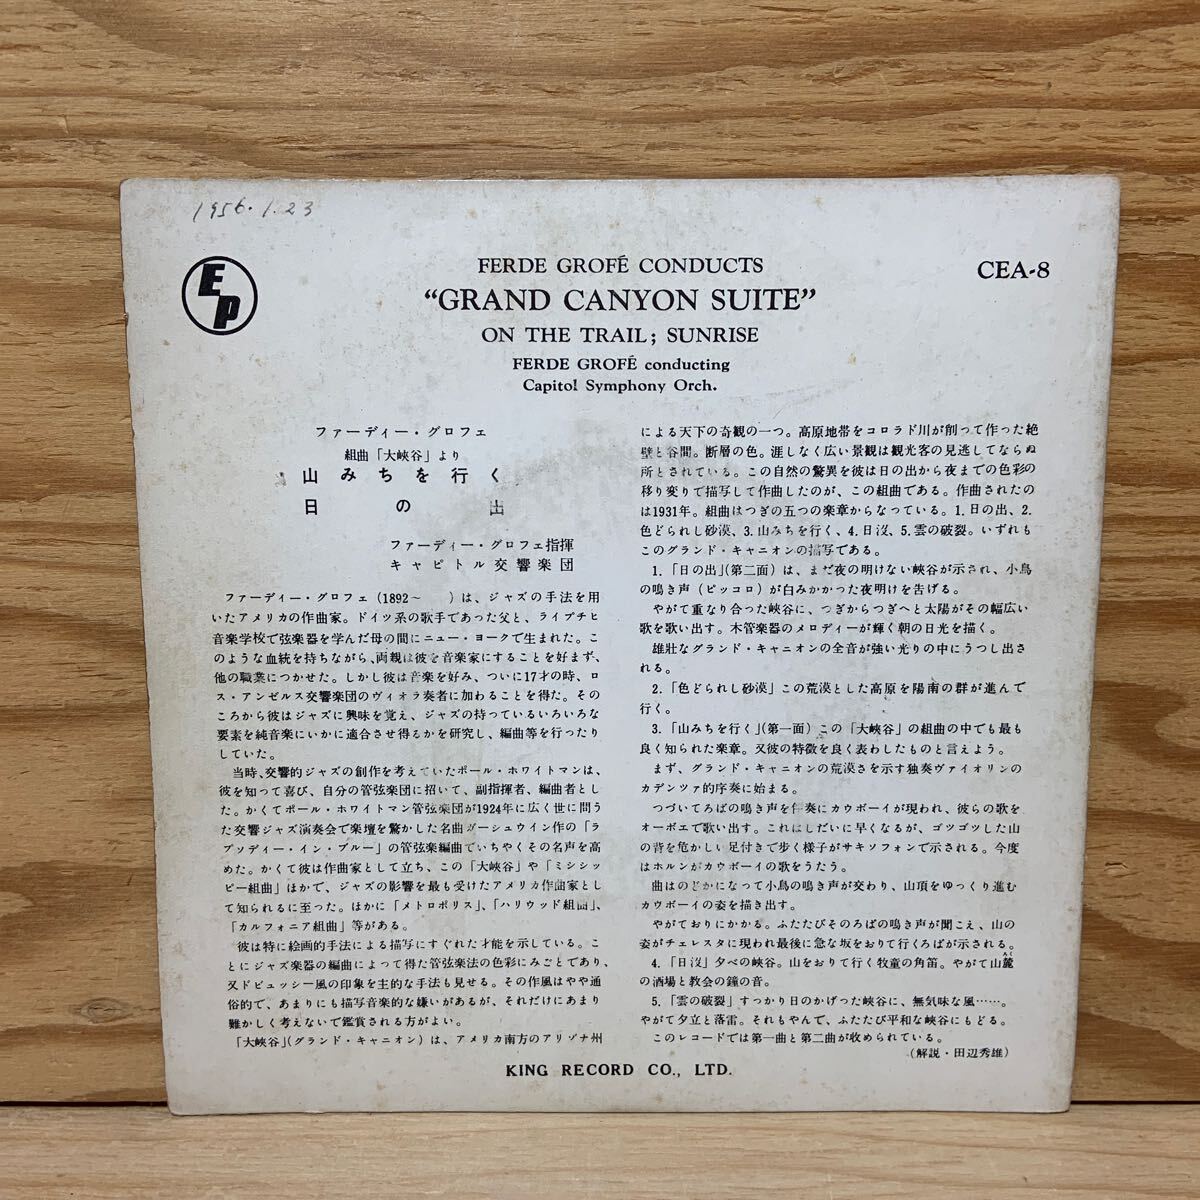 1956.1.23
EP
CEA-8
FERDE GROFÉ CONDUCTS
“GRAND CANYON SUITE”
ON THE TRAIL; SUNRISE
FERDE GROFÉ conducting
Capitol Symphony Orch.
ファーディー・グロフェ
組曲「大峡谷」より
山みちを行く
日の出
ファーディー・グロフェ指揮
キャピトル交響楽団
ファーディー・グロフェ(1892〜　)は、ジャズの手法を用
いたアメリカの作曲家。ドイツ系の歌手であった父と、ライプチヒ
音楽学校で弦楽器を学んだ母の間にニュー・ヨークで生まれた。こ
のような血統を持ちながら、両親は彼を音楽家にすることを好まず、
他の職業につかせた。しかし彼は音楽を好み、ついに17才の時、ロ
ス・アンゼルス交響楽団のヴィオラ奏者に加わることを得た。その
ころから彼はジャズに興味を覚え、ジャズの持っているいろいろな
要素を純音楽にいかに適合させ得るかを研究し、編曲等を行ったり
していた。
当時、交響的ジャズの創作を考えていたポール・ホワイトマンは、
彼を知って喜び、自分の管弦楽団に招いて、副指揮者、編曲者とし
た。かくてポール・ホワイトマン管弦楽団が1924年に広く世に問う
た交響ジャズ演奏会で楽壇を驚かした名曲ガーシュウイン作の「ラ
プソディー・イン・ブルー」の管弦楽編曲でいちやくその名声を高
めた。かくて彼は作曲家として立ち、この「大峡谷」や「ミシシッ
ピー組曲」ほかで、ジャズの影響を最も受けたアメリカ作曲家とし
て知られるに至った。ほかに「メトロポリス」、「ハリウッド組曲」、
「カルフォニア組曲」等がある。
彼は特に絵画的手法による描写にすぐれた才能を示している。こ
とにジャズ楽器の編曲によって得た管弦楽法の色彩にみごとであり、
又ドビュッシー風の印象を主的な手法も見せる。その作風はやや通
俗的で、あまりにも描写音楽的な嫌いがあるが、それだけにあまり
難かしく考えないで鑑賞される方がよい。
「大峡谷」(グランド・キャニオン)は、アメリカ南方のアリゾナ州
による天下の奇観の一つ。高原地帯をコロラド川が削って作った絶
壁と谷間。断層の色。涯しなく広い景観は観光客の見逃してならぬ
所とされている。この自然の驚異を彼は日の出から夜までの色彩の
移り変りで描写して作曲したのが、この組曲である。作曲されたの
は1931年。組曲はつぎの五つの楽章からなっている。1.日の出、2.
色どられし砂漠、3.山みちを行く、4.日没、5.雲の破裂。いずれも
このグランド・キャニオンの描写である。
1.「日の出」(第二面)は、まだ夜の明けない峡谷が示され、小鳥
の鳴き声(ピッコロ)が白みかかった夜明けを告げる。
やがて重なり合った峡谷に、つぎからつぎへと太陽がその幅広い
歌を歌い出す。木管楽器のメロディーが輝く朝の日光を描く。
雄壮なグランド・キャニオンの全音が強い光りの中にうつし出さ
れる。
2.「色どられし砂漠」この荒漠とした高原を陽南の群が進んで
行く。
3.「山みちを行く」(第一面)この「大峡谷」の組曲の中でも最も
良く知られた楽章。又彼の特徴を良く表わしたものと言えよう。
まず、グランド・キャニオンの荒漠さを示す独奏ヴァイオリンの
カデンツァ的序奏に始まる。
つづいてろばの鳴き声を伴奏にカウボーイが現われ、彼らの歌を
オーボエで歌い出す。これはしだいに早くなるが、ゴツゴツした山
の背を危かしい足付きで歩く様子がサキソフォンで示される。今度
はホルンがカウボーイの歌をうたう。
曲はのどかになって小鳥の鳴き声が交わり、山頂をゆっくり進む
カウボーイの姿を描き出す。
やがておりにかかる。ふたたびそのろばの鳴き声が聞こえ、山の
姿がチェレスタに現われ最後に急な坂をおりて行くろばが示される。
4.「日没」夕べの峡谷。山をおりて行く牧童の角笛。やがて山麓
の酒場と教会の鐘の音。
5.「雲の破裂」すっかり日のかげった峡谷に、無気味な風……。
やがて夕立と落雷。それもやんで、ふたたび平和な峡谷にもどる。
このレコードでは第一曲と第二曲が収められている。
(解説・田辺秀雄)
KING RECORD CO., LTD.